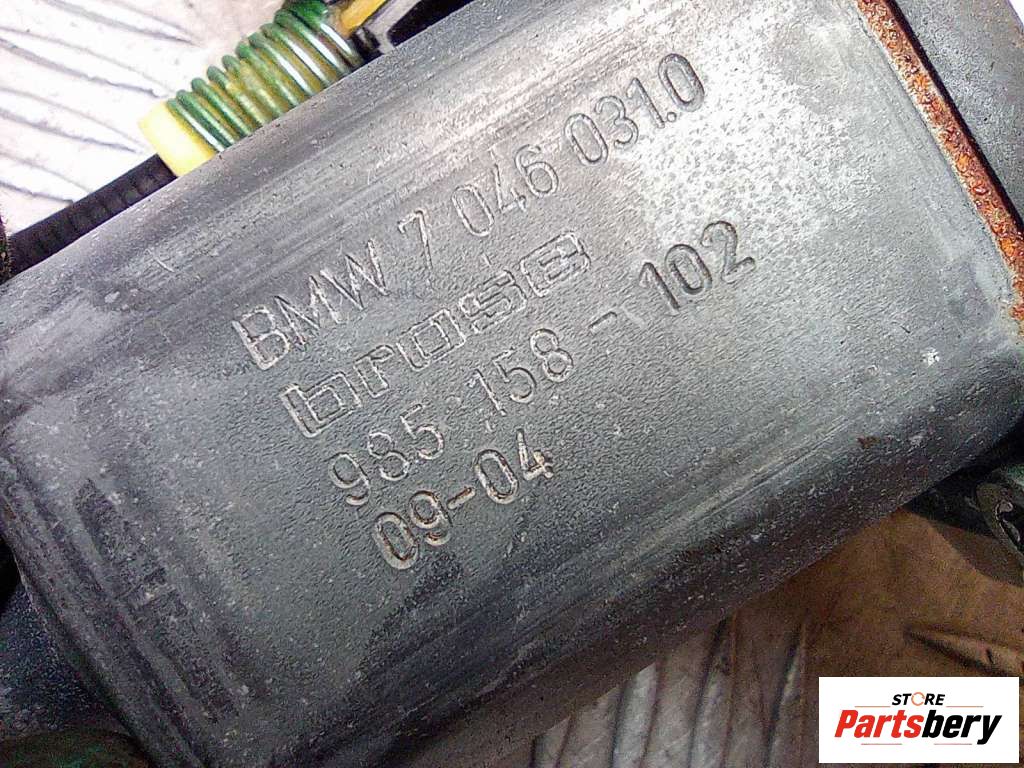 BMW 7 046 031.0
brose
985 158 - 102
09-04
STORE
Partsbery